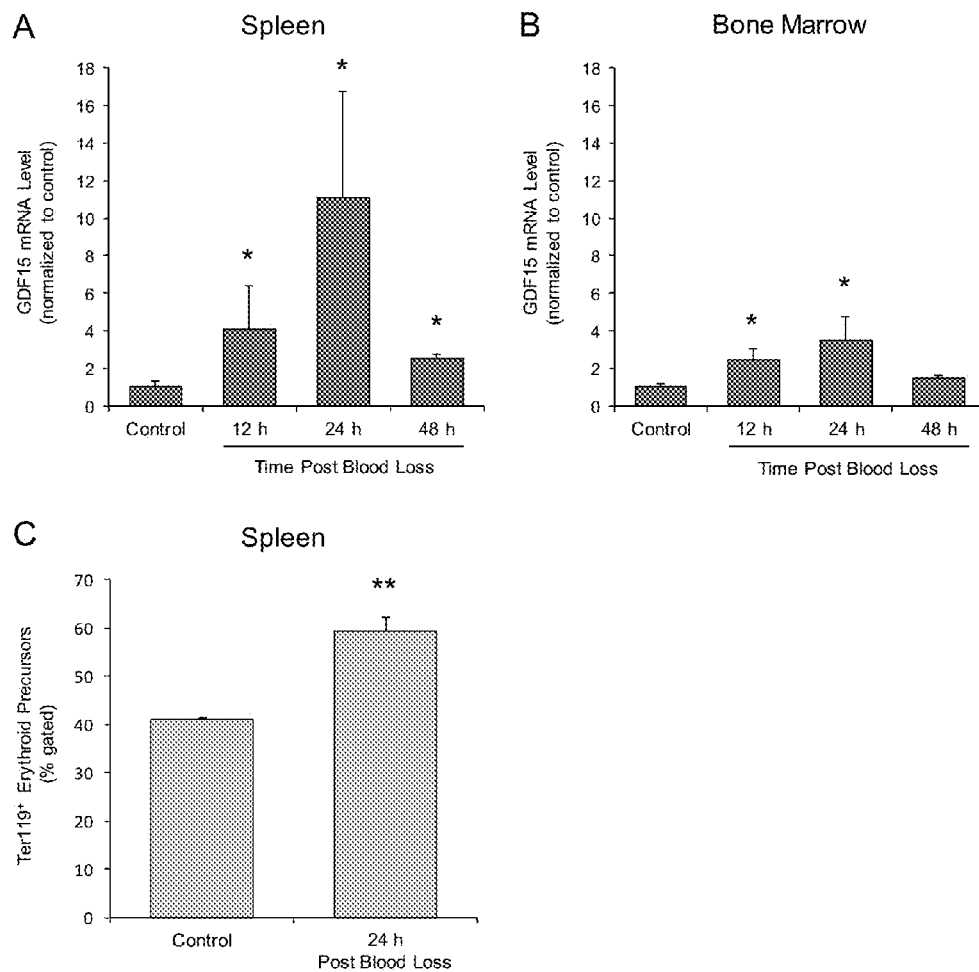 A
Spleen
GDF15 mRNA Level
(normalized to control)
18
16
14
12
10
8
6
4
2
0
*
*
*
Control
12 h
24 h
48 h
Time Post Blood Loss
B
Bone Marrow
GDF15 mRNA Level
(normalized to control)
18
16
14
12
10
8
6
4
2
0
*
*
Control
12 h
24 h
48 h
Time Post Blood Loss
C
Spleen
Ter119⁺ Erythroid Precursors
(% gated)
70
60
50
40
30
20
10
0
**
Control
24 h
Post Blood Loss